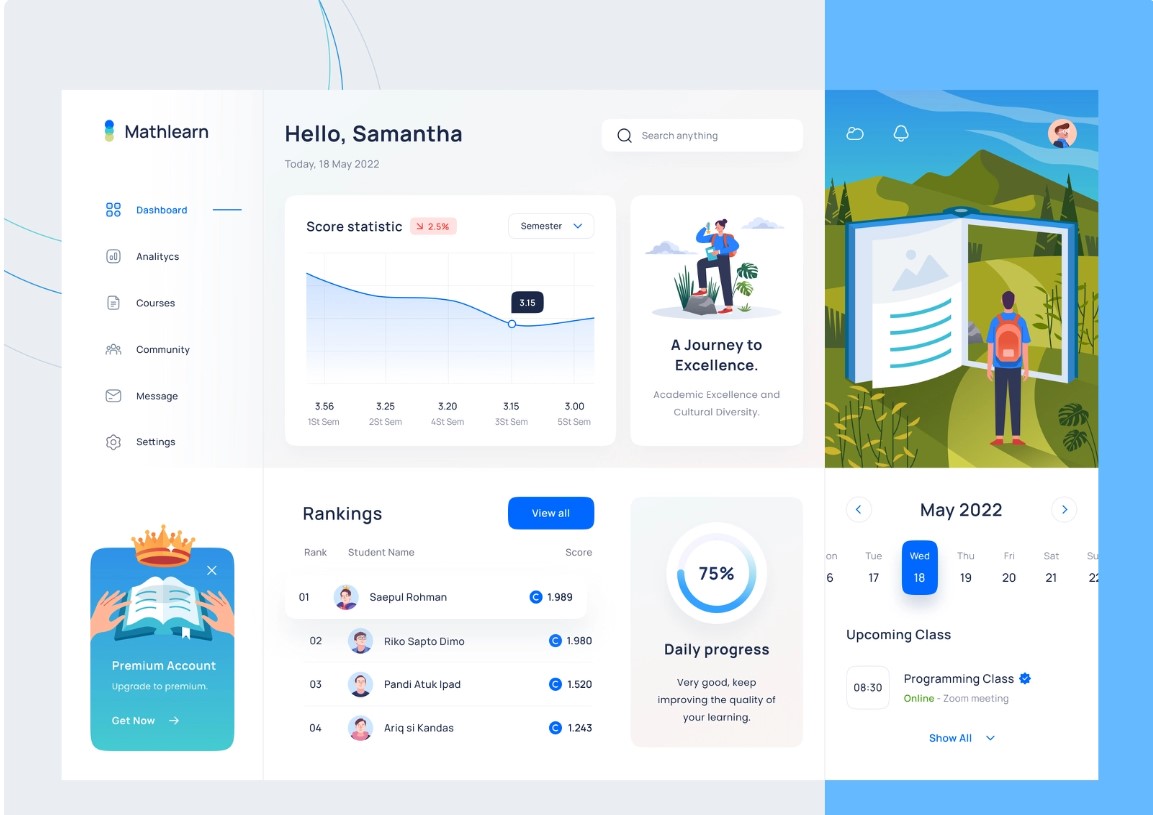 Mathlearn
Dashboard
Analitycs
Courses
Community
Message
Settings
Premium Account
Upgrade to premium.
Get Now
Hello, Samantha
Today, 18 May 2022
Search anything
Score statistic 2.5% Semester
3.15
3.56 3.25 3.20 3.15 3.00
1St Sem 2St Sem 4St Sem 3St Sem 5St Sem
A Journey to
Excellence.
Academic Excellence and
Cultural Diversity.
Rankings View all
Rank Student Name Score
01 Saepul Rohman C 1.989
02 Riko Sapto Dimo C 1.980
03 Pandi Atuk Ipad C 1.520
04 Ariq si Kandas C 1.243
75%
Daily progress
Very good, keep
improving the quality of
your learning.
May 2022
on Tue Wed Thu Fri Sat Su
6 17 18 19 20 21 22
Upcoming Class
08:30 Programming Class
Online - Zoom meeting
Show All